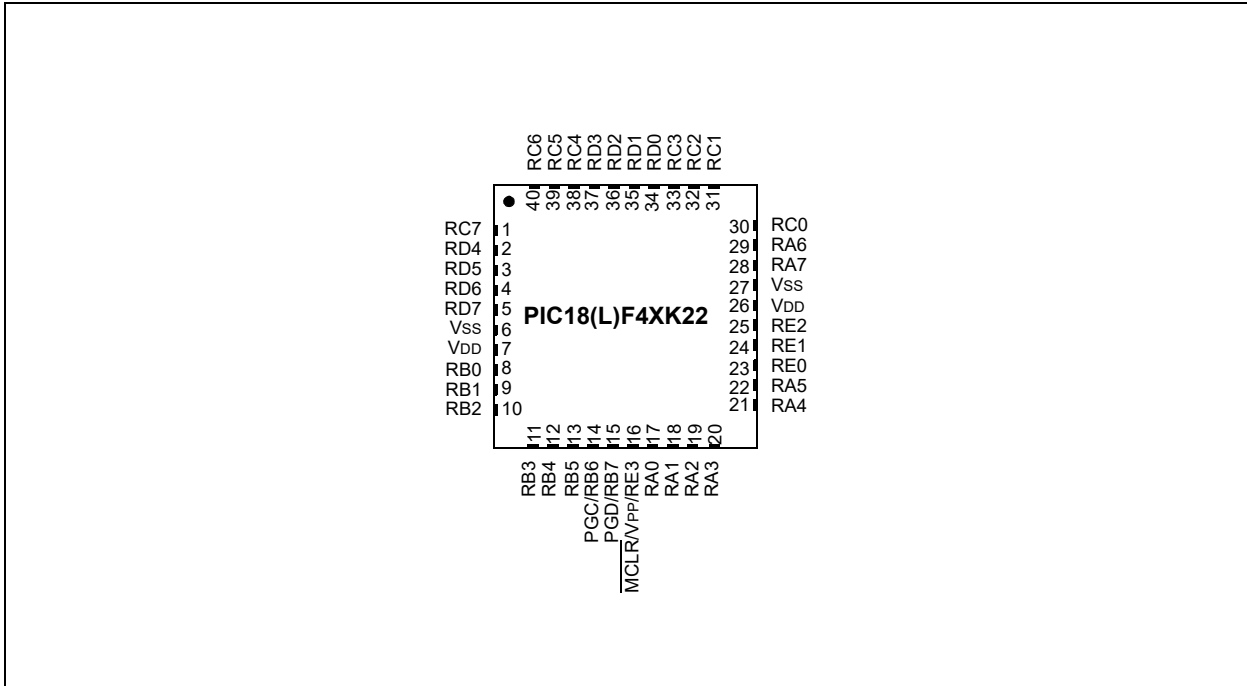 RC6 RC5 RC4 RD3 RD2 RD1 RD0 RC3 RC2 RC1
40 39 38 37 36 35 34 33 32 31
RC7 1
RD4 2
RD5 3
RD6 4
RD7 5
VSS 6
VDD 7
RB0 8
RB1 9
RB2 10
PIC18(L)F4XK22
30 RC0
29 RA6
28 RA7
27 VSS
26 VDD
25 RE2
24 RE1
23 RE0
22 RA5
21 RA4
11 12 13 14 15 16 17 18 19 20
RB3 RB4 RB5 PGC/RB6 PGD/RB7 MCLR/VPP/RE3 RA0 RA1 RA2 RA3